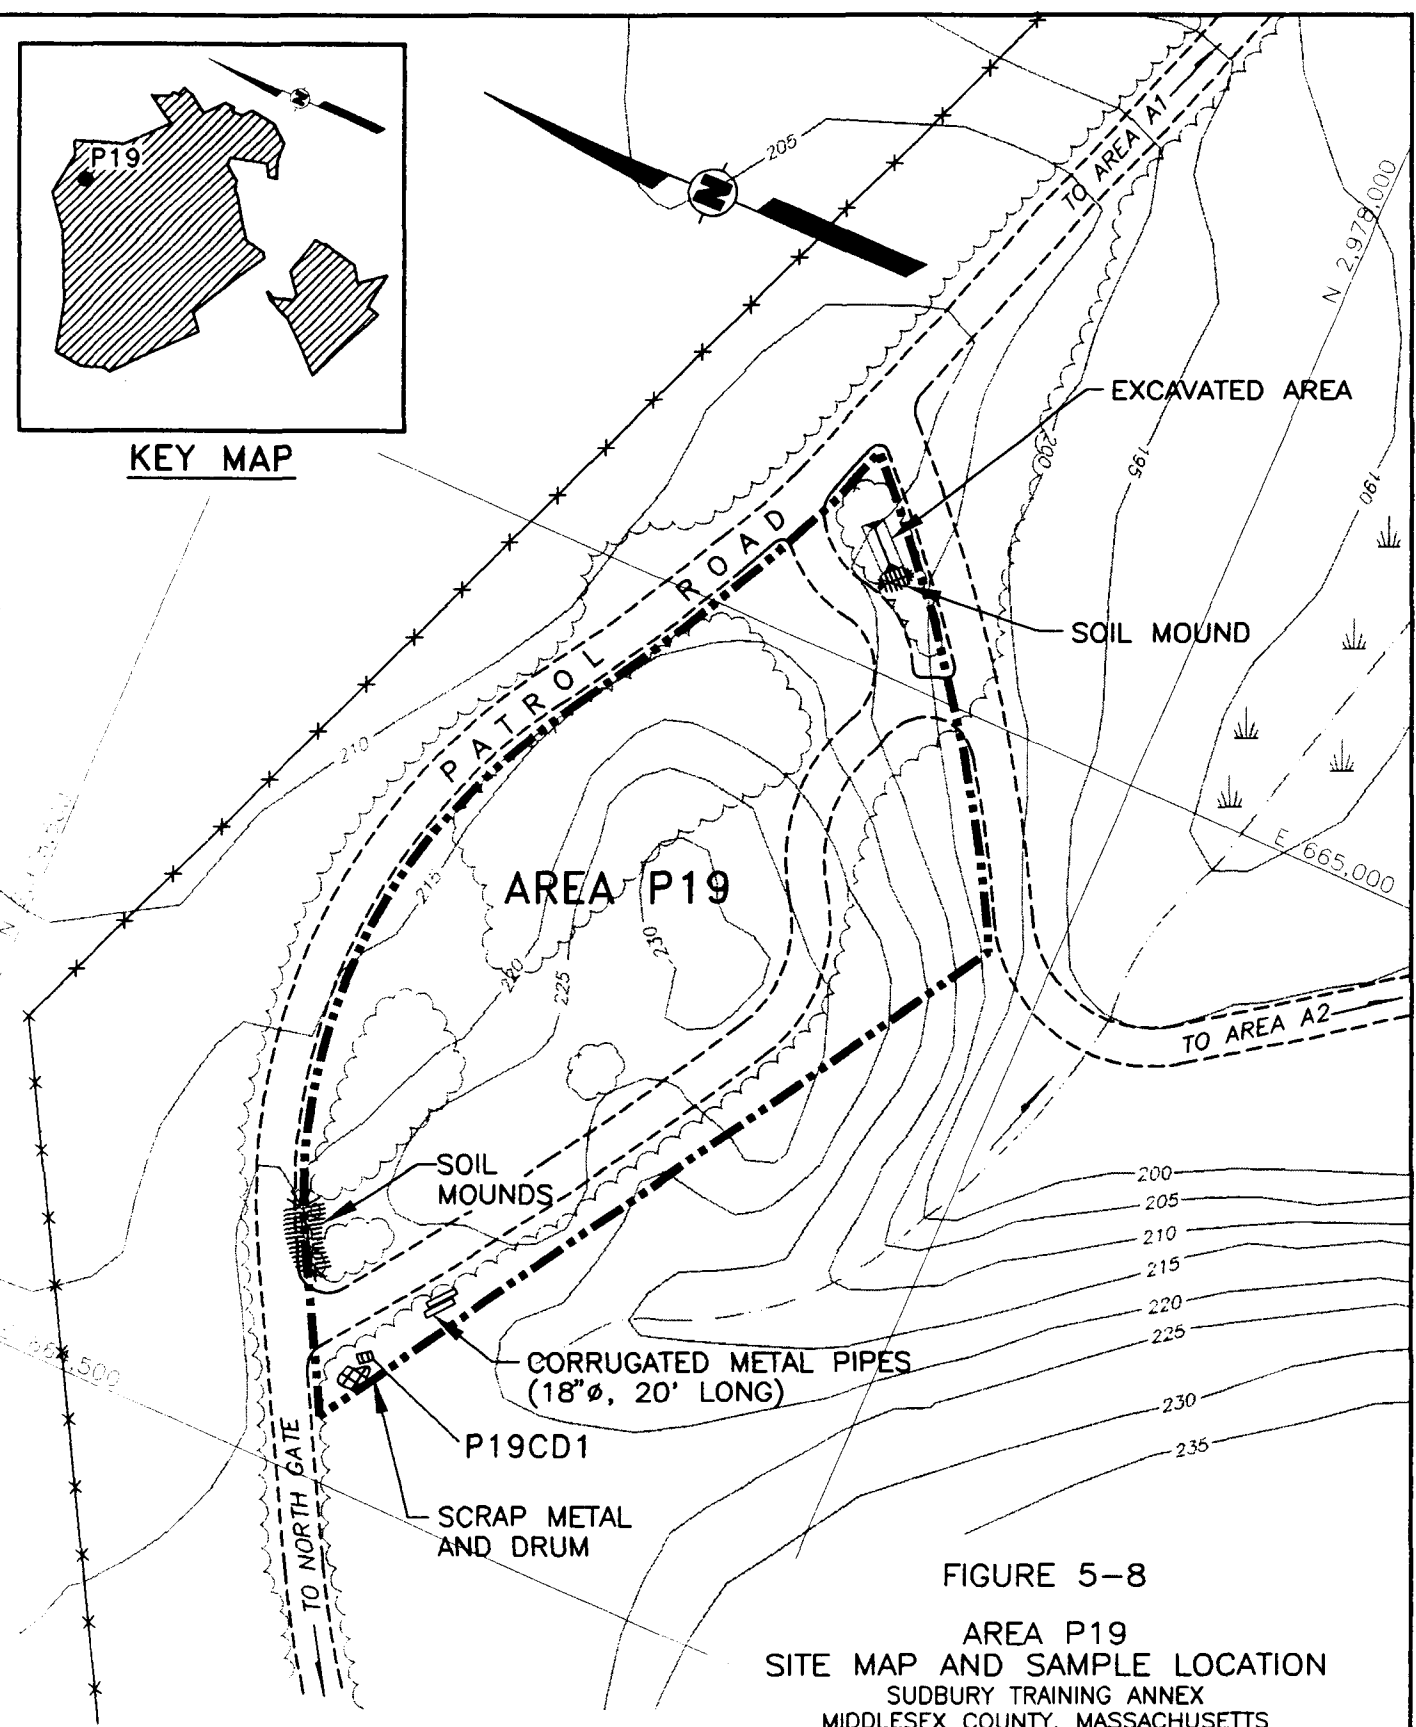 P19
N
KEY MAP
N
205
TO AREA A1
N 2,978,000
EXCAVATED AREA
200
195
190
PATROL ROAD
SOIL MOUND
210
E 665,000
215
AREA P19
220
225
230
TO AREA A2
SOIL
MOUNDS
200
205
210
215
220
225
230
235
CORRUGATED METAL PIPES
(18"ø, 20' LONG)
P19CD1
SCRAP METAL
AND DRUM
TO NORTH GATE
FIGURE 5-8
AREA P19
SITE MAP AND SAMPLE LOCATION
SUDBURY TRAINING ANNEX
MIDDLESEX COUNTY, MASSACHUSETTS